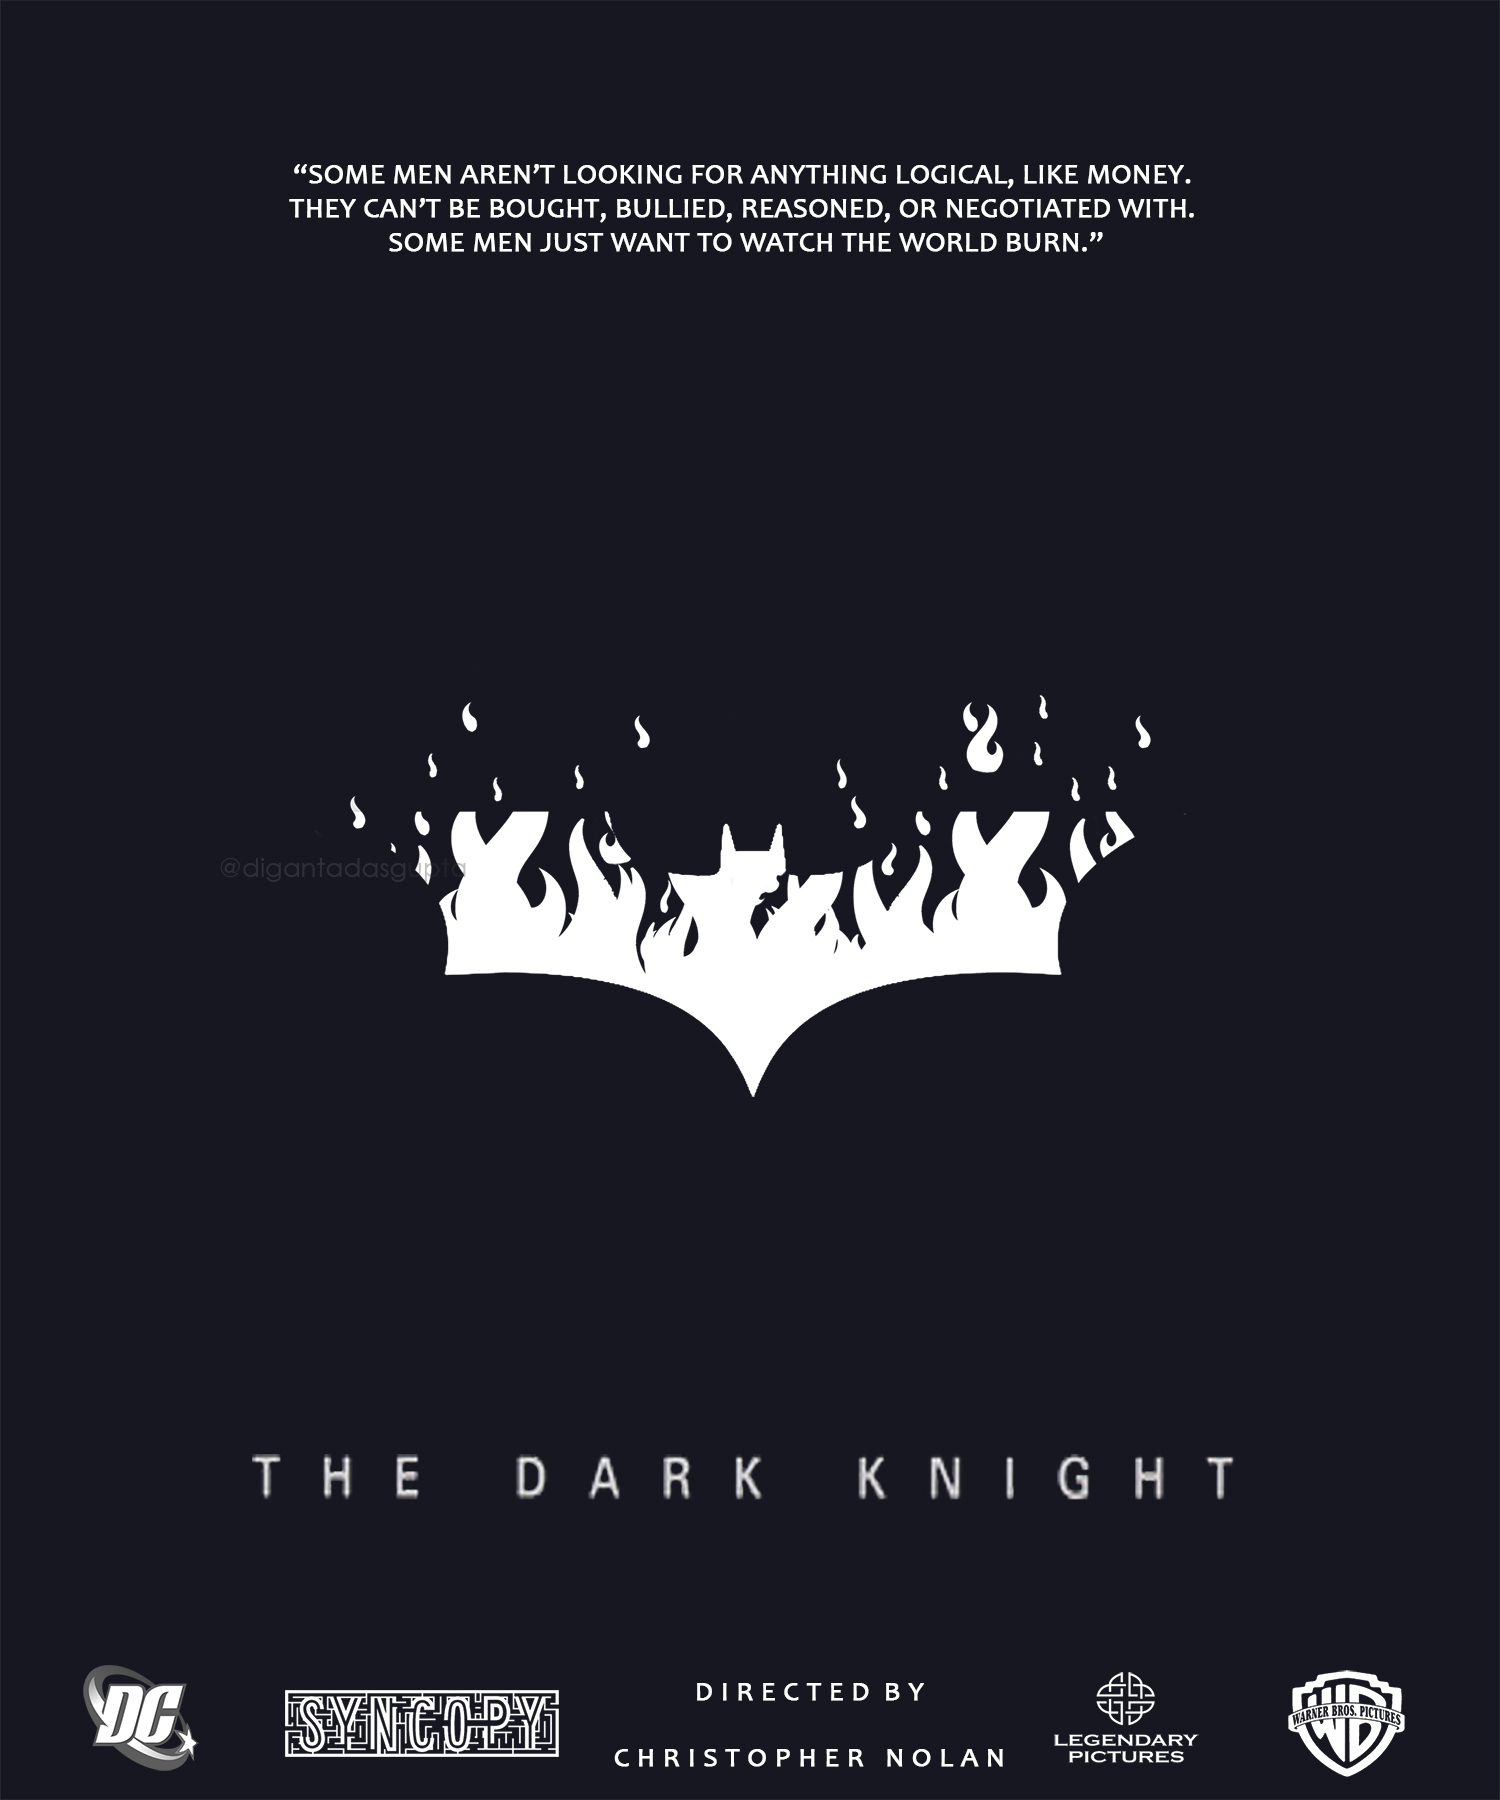 “SOME MEN AREN’T LOOKING FOR ANYTHING LOGICAL, LIKE MONEY.
THEY CAN’T BE BOUGHT, BULLIED, REASONED, OR NEGOTIATED WITH.
SOME MEN JUST WANT TO WATCH THE WORLD BURN.”
@digantadasgupta
THE DARK KNIGHT
DC
SYNCOPY
DIRECTED BY
CHRISTOPHER NOLAN
LEGENDARY
PICTURES
WB
WARNER BROS. PICTURES